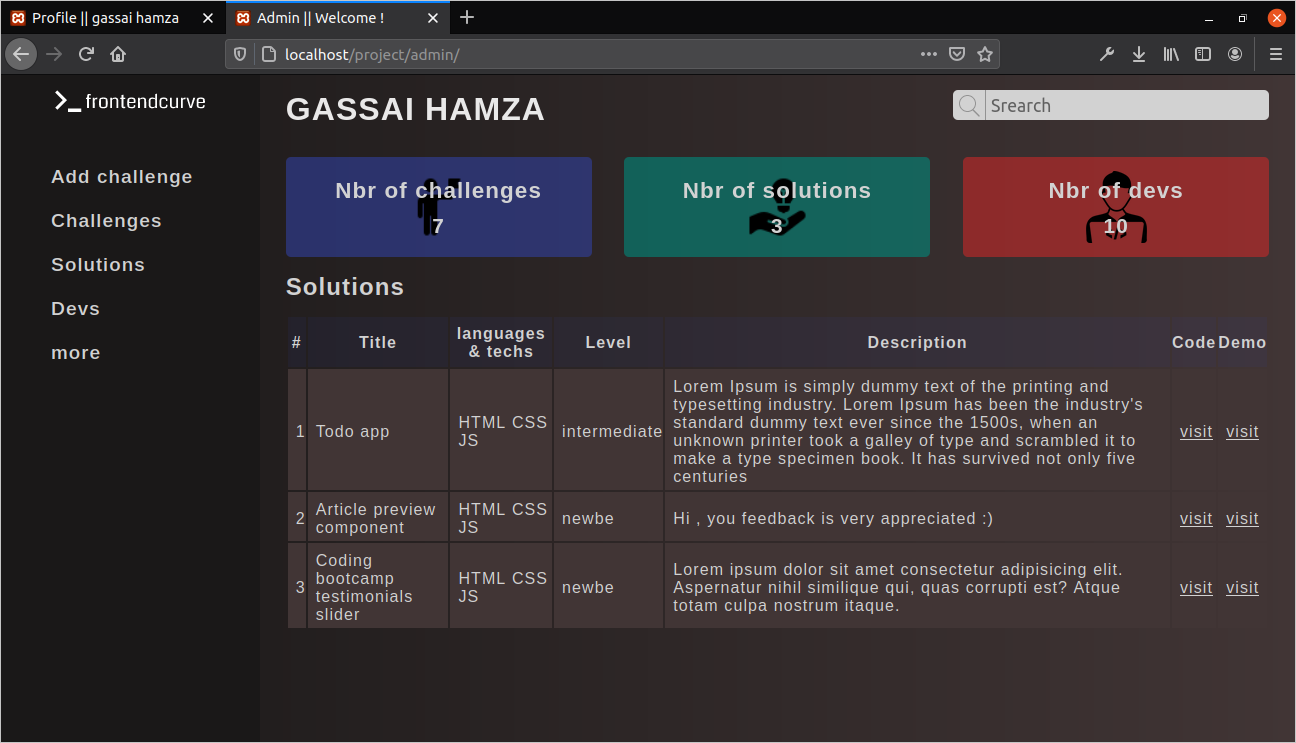 Profile || gassai hamza
Admin || Welcome !
localhost/project/admin/
frontendcurve
GASSAI HAMZA
Srearch
Add challenge
Challenges
Solutions
Devs
more
Nbr of challenges
7
Nbr of solutions
3
Nbr of devs
10
Solutions
# Title languages & techs Level Description Code Demo
1 Todo app HTML CSS JS intermediate
Lorem Ipsum is simply dummy text of the printing and
typesetting industry. Lorem Ipsum has been the industry's
standard dummy text ever since the 1500s, when an
unknown printer took a galley of type and scrambled it to
make a type specimen book. It has survived not only five
centuries
visit visit
2 Article preview component HTML CSS JS newbe Hi , you feedback is very appreciated :) visit visit
3 Coding bootcamp testimonials slider HTML CSS JS newbe
Lorem ipsum dolor sit amet consectetur adipisicing elit.
Aspernatur nihil similique qui, quas corrupti est? Atque
totam culpa nostrum itaque.
visit visit